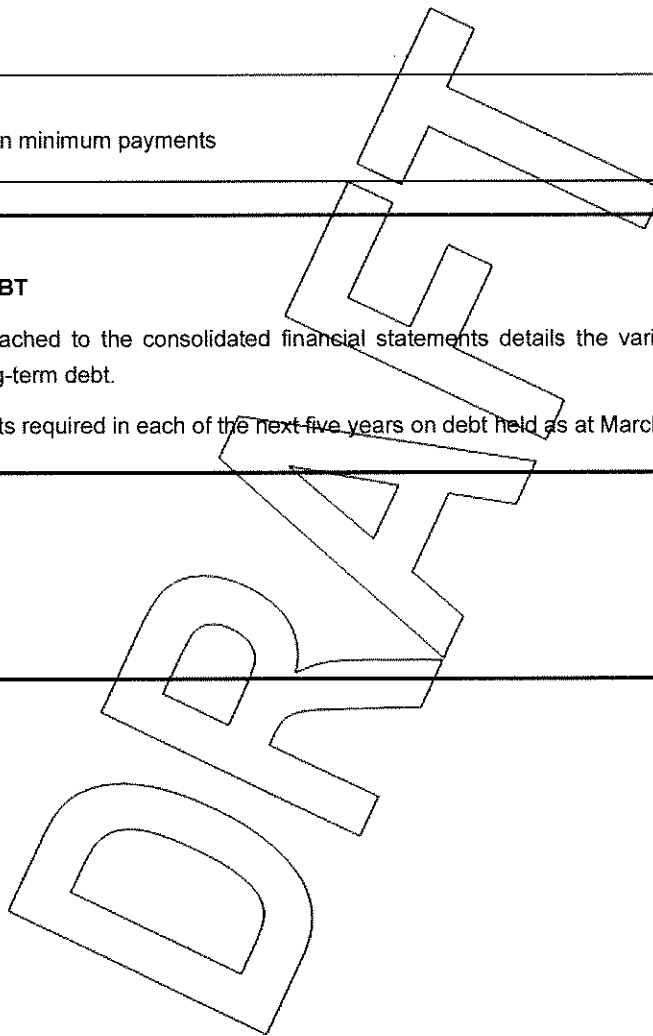 n minimum payments
BT
ached to the consolidated financial statements details the vari
g-term debt.
ts required in each of the next five years on debt held as at March
DRAFT